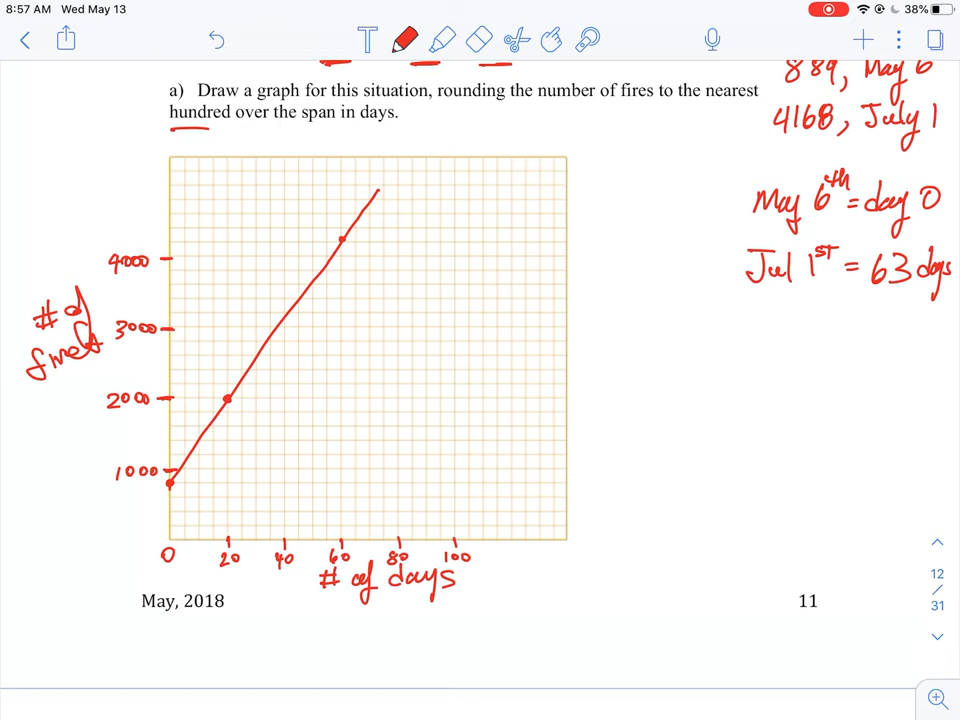 8:57 AM Wed May 13
38%
T
889, May 6
a) Draw a graph for this situation, rounding the number of fires to the nearest
hundred over the span in days.
4168, July 1
May 6th = day 0
Jul 1ST = 63 days
4000
# of
fires
3000
2000
1000
0 20 40 60 80 100
# of days
May, 2018
11
12
/
31